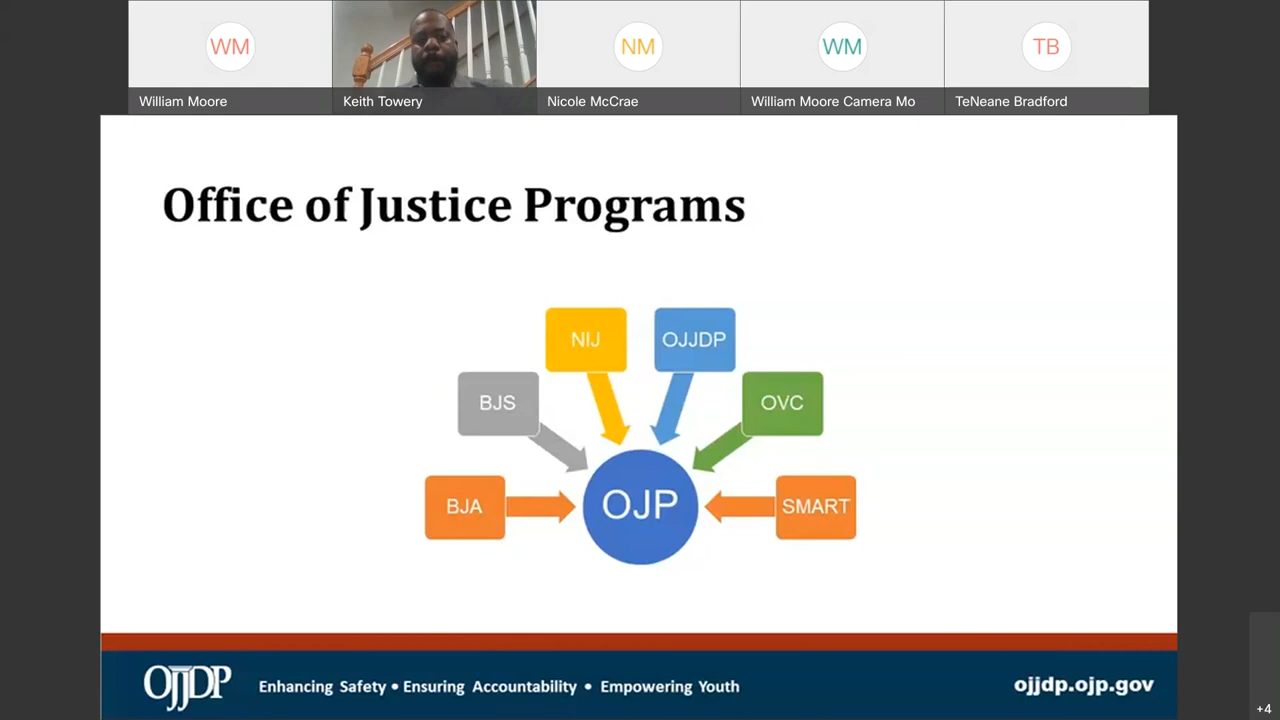 WM
NM
WM
TB
William Moore
Keith Towery
Nicole McCrae
William Moore Camera Mo
TeNeane Bradford
Office of Justice Programs
NIJ
OJJDP
BJS
OVC
BJA
OJP
SMART
OJJDP
Enhancing Safety • Ensuring Accountability • Empowering Youth
ojjdp.ojp.gov
+4